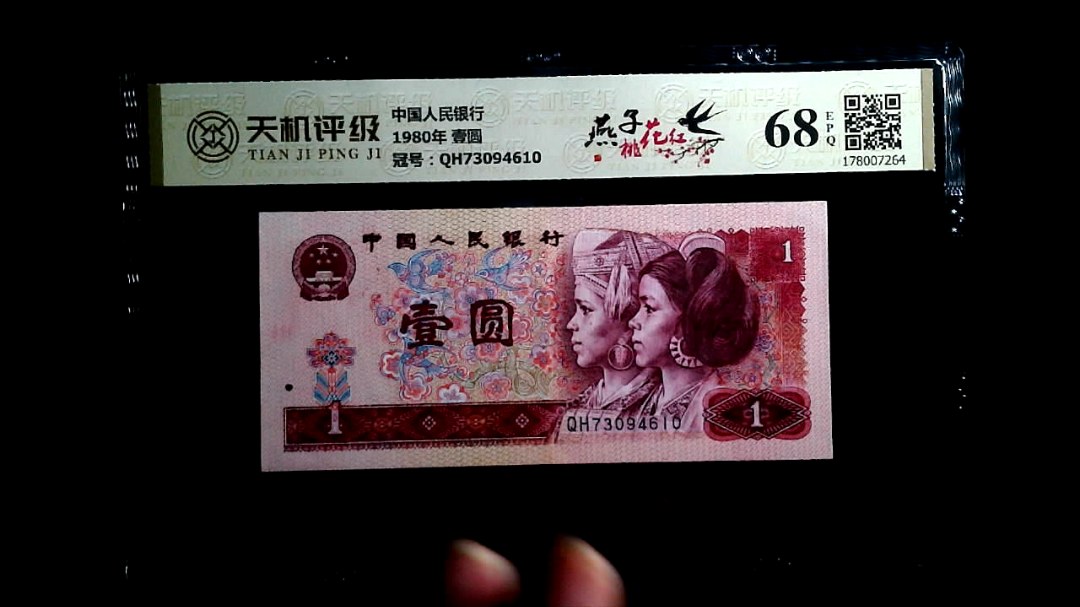 天机评级
TIAN JI PING JI
中国人民银行
1980年 壹圆
冠号：QH73094610
燕子
桃花红
68
EPQ
178007264
中国人民银行
1
壹圆
1
QH73094610
1